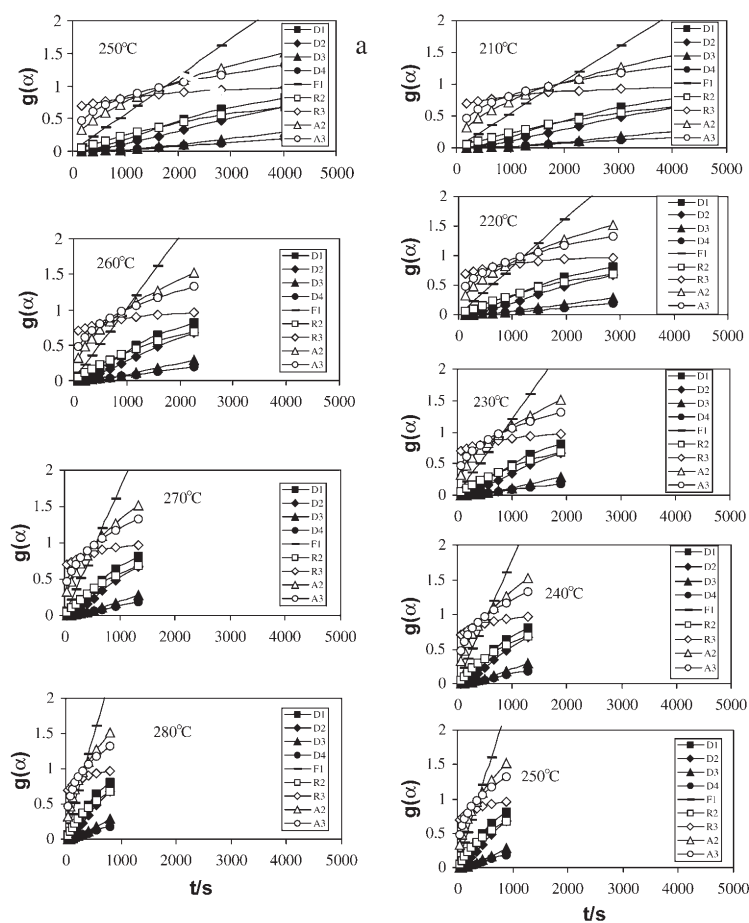 250℃
a
g(α)
2
1.5
1
0.5
0
0 1000 2000 3000 4000 5000
D1
D2
D3
D4
F1
R2
R3
A2
A3
260℃
g(α)
2
1.5
1
0.5
0
0 1000 2000 3000 4000 5000
D1
D2
D3
D4
F1
R2
R3
A2
A3
270℃
g(α)
2
1.5
1
0.5
0
0 1000 2000 3000 4000 5000
D1
D2
D3
D4
F1
R2
R3
A2
A3
280℃
g(α)
2
1.5
1
0.5
0
0 1000 2000 3000 4000 5000
D1
D2
D3
D4
F1
R2
R3
A2
A3
t/s
210℃
g(α)
2
1.5
1
0.5
0
0 1000 2000 3000 4000 5000
D1
D2
D3
D4
F1
R2
R3
A2
A3
220℃
g(α)
2
1.5
1
0.5
0
0 1000 2000 3000 4000 5000
D1
D2
D3
D4
F1
R2
R3
A2
A3
230℃
g(α)
2
1.5
1
0.5
0
0 1000 2000 3000 4000 5000
D1
D2
D3
D4
F1
R2
R3
A2
A3
240℃
g(α)
2
1.5
1
0.5
0
0 1000 2000 3000 4000 5000
D1
D2
D3
D4
F1
R2
R3
A2
A3
250℃
g(α)
2
1.5
1
0.5
0
0 1000 2000 3000 4000 5000
D1
D2
D3
D4
F1
R2
R3
A2
A3
t/s